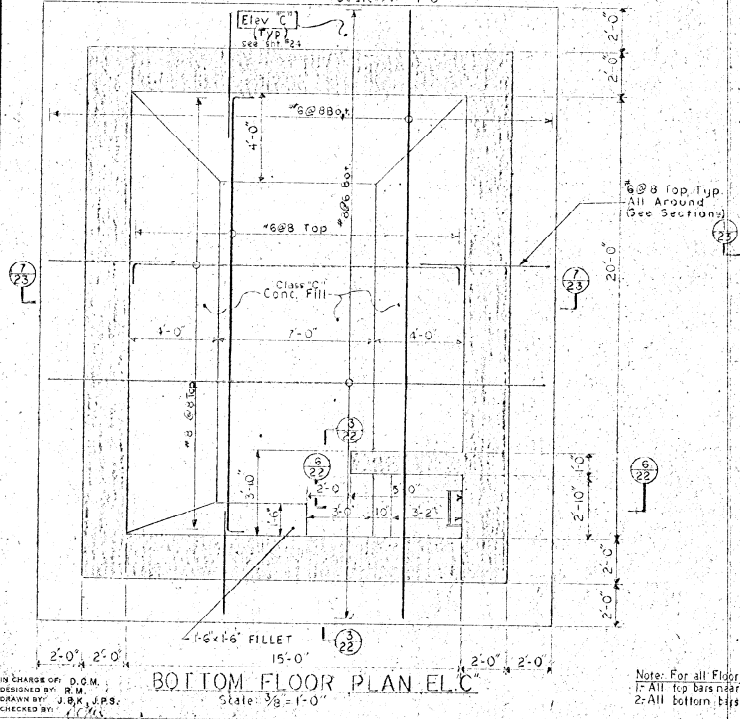 2'-0"
Elev "C"
(TYP)
see sht #24
2'-0"
#6@8Bot
4'-0"
#8@6 Bot
#6@8 Top, Typ.
All Around
(See Sections)
#6@8 Top
20'-0"
23
7
23
7
23
Class "C"
Conc. Fill
4'-0"
7'-0"
4'-0"
#8 @8Top
3
22
6
22
6
22
1'-0"
3'-10"
2'-0"
5'-0"
2'-10"
1'-6"
3'-0"
10"
3'-2"
2'-0"
1'-6"x1'-6" FILLET
3
22
2'-0"
2'-0"
2'-0"
15'-0"
2'-0"
2'-0"
IN CHARGE OF: D.G.M.
DESIGNED BY: R.M.
DRAWN BY: J.B.K., J.P.S.
CHECKED BY:
BOTTOM FLOOR PLAN EL."C"
Scale: 3/8"=1'-0"
Note: For all Floor
1:-All top bars near
2:-All bottom bars